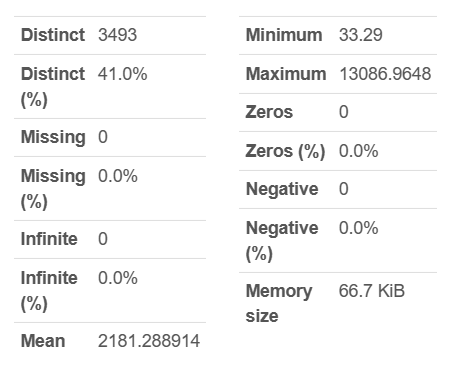 Distinct 3493
Distinct 41.0%
(%)
Missing 0
Missing 0.0%
(%)
Infinite 0
Infinite 0.0%
(%)
Mean 2181.288914
Minimum 33.29
Maximum 13086.9648
Zeros 0
Zeros (%) 0.0%
Negative 0
Negative 0.0%
(%)
Memory 66.7 KiB
size